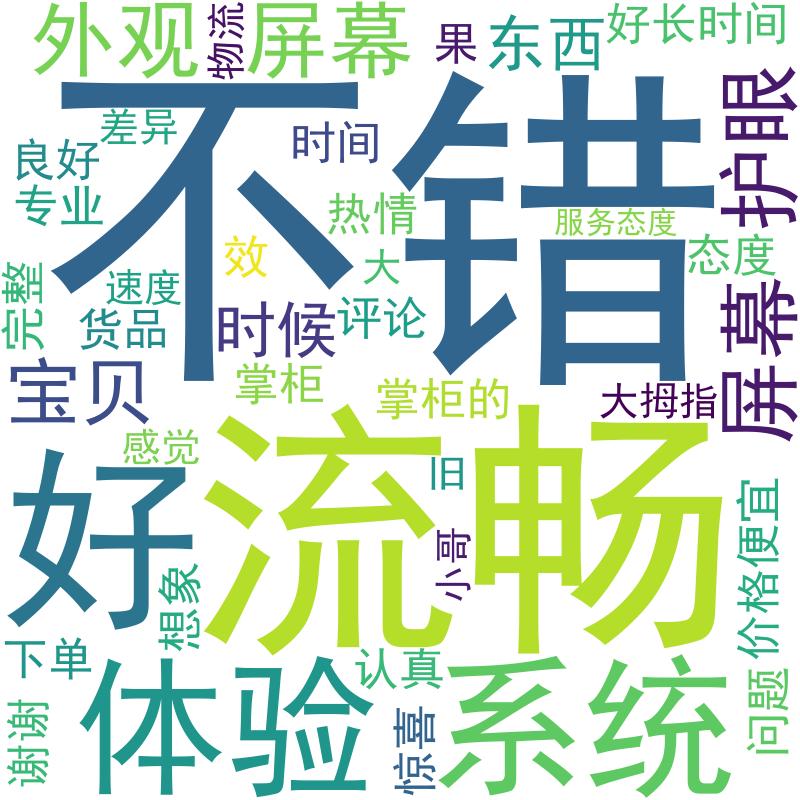 外观
物流
屏幕
果
东西
好长时间
不错
差异
时间
护眼
良好
专业
热情
服务态度
态度
效
大
完整
速度
货品
时候
评论
屏幕
宝贝
掌柜
掌柜的
大拇指
感觉
流畅
好
旧
小哥
价格便宜
想象
下单
体验
认真
系统
谢谢
惊喜
问题